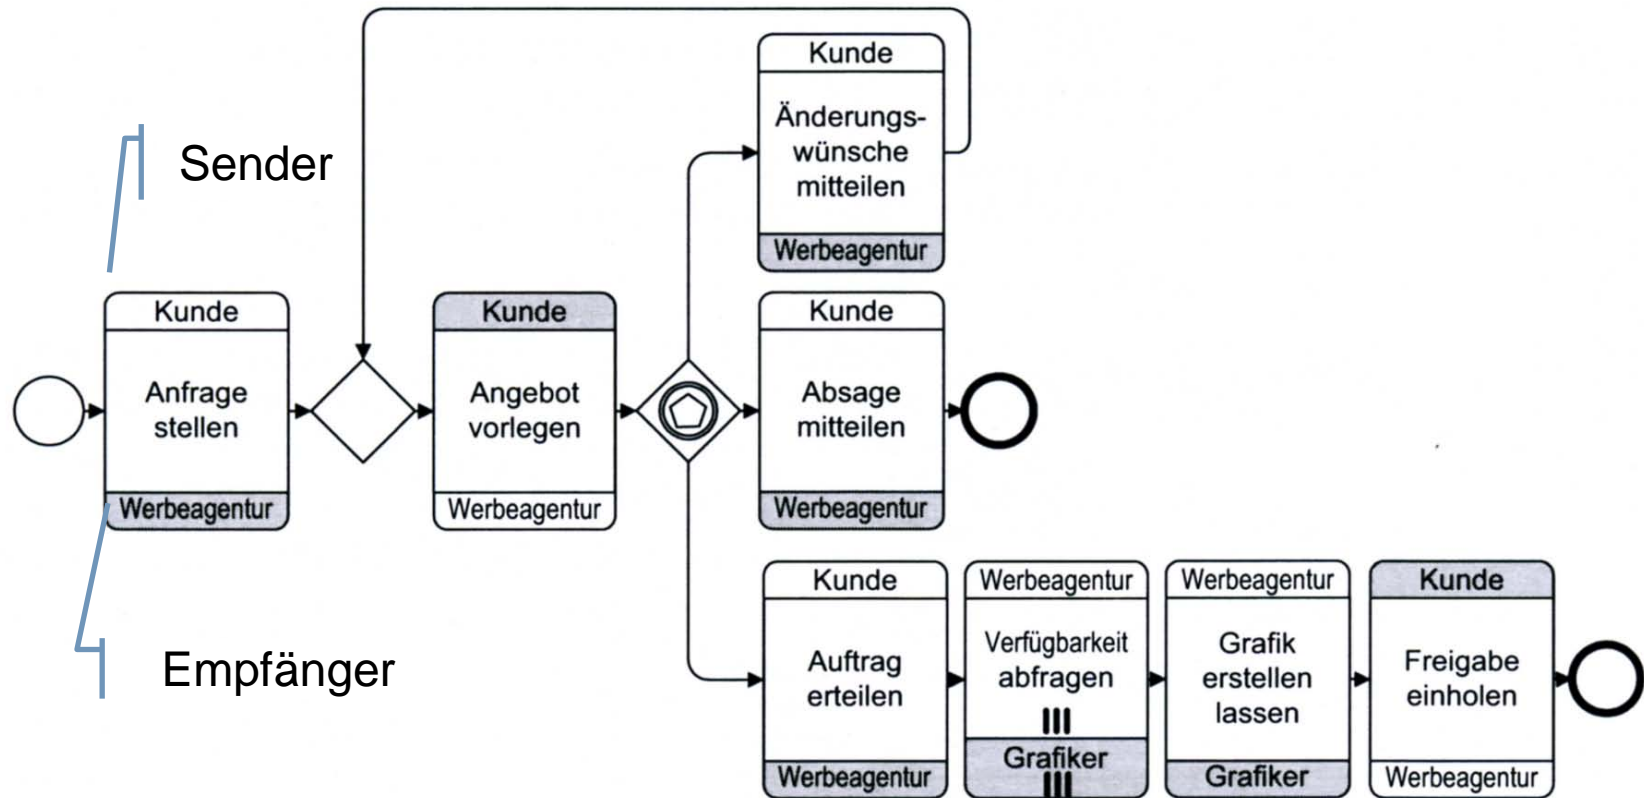 Kunde
Änderungs-
wünsche
mitteilen
Werbeagentur
Sender
Kunde
Anfrage
stellen
Werbeagentur
Kunde
Angebot
vorlegen
Werbeagentur
Kunde
Absage
mitteilen
Werbeagentur
Empfänger
Kunde
Auftrag
erteilen
Werbeagentur
Werbeagentur
Verfügbarkeit
abfragen
Grafiker
Werbeagentur
Grafik
erstellen
lassen
Grafiker
Kunde
Freigabe
einholen
Werbeagentur